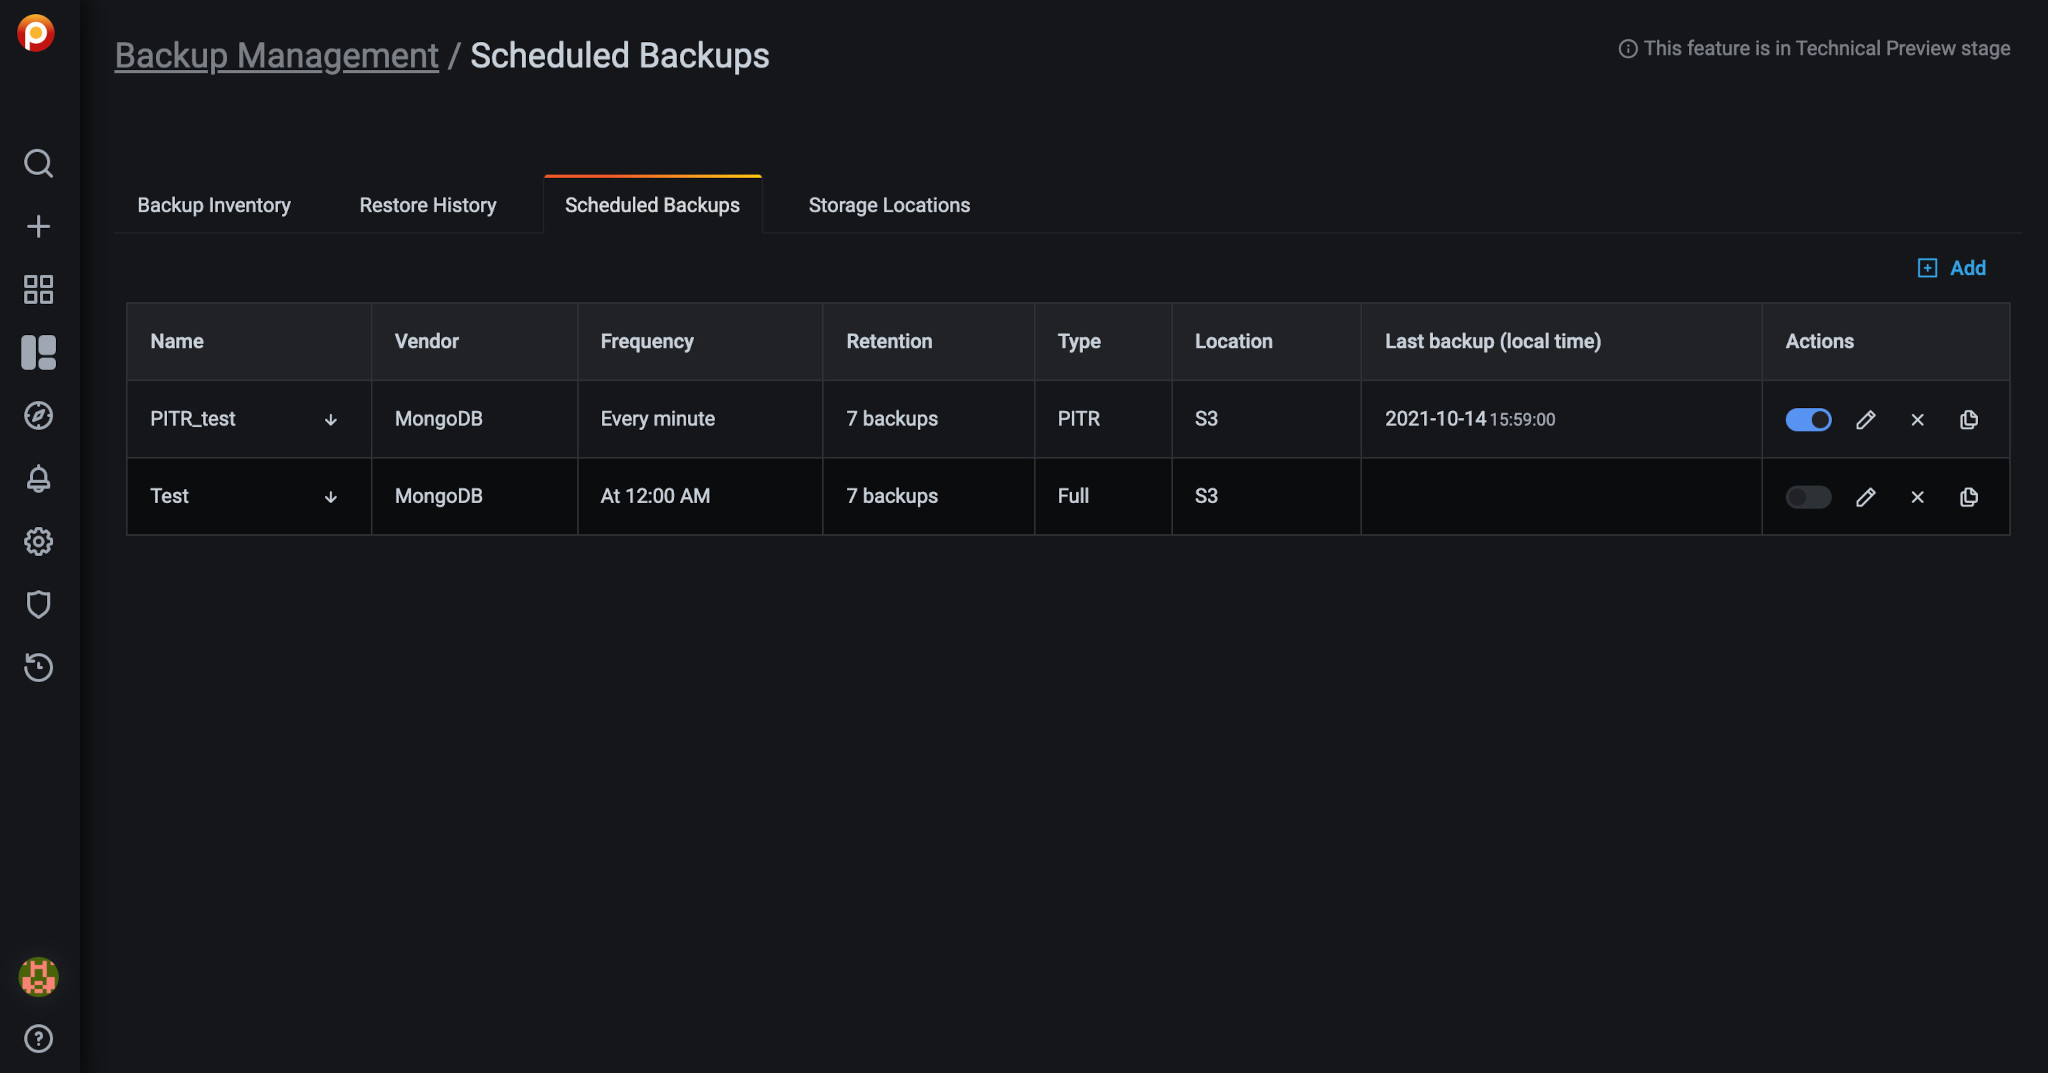 Backup Management / Scheduled Backups
This feature is in Technical Preview stage
Backup Inventory Restore History Scheduled Backups Storage Locations
Add
Name Vendor Frequency Retention Type Location Last backup (local time) Actions
PITR_test MongoDB Every minute 7 backups PITR S3 2021-10-14 15:59:00
Test MongoDB At 12:00 AM 7 backups Full S3